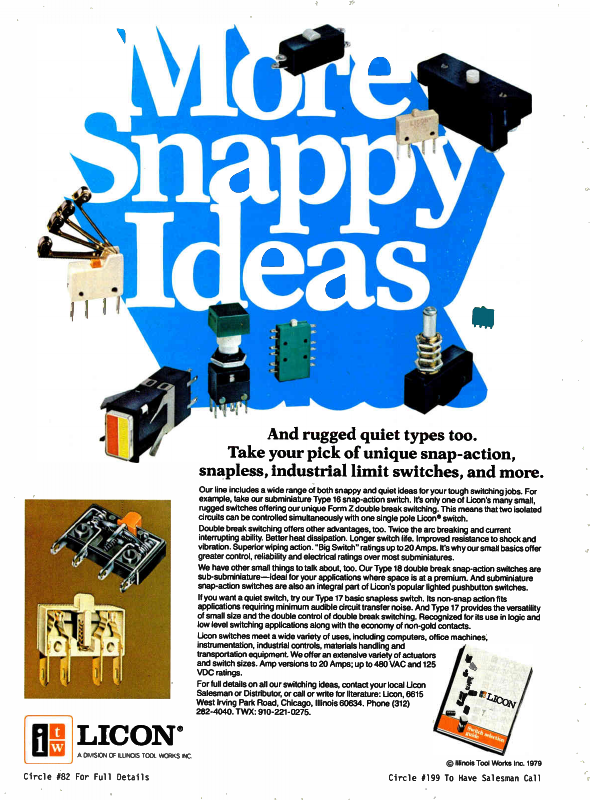 More
Snappy
Ideas
And rugged quiet types too.
Take your pick of unique snap-action,
snapless, industrial limit switches, and more.
Our line includes a wide range of both snappy and quiet ideas for your tough switching jobs. For
example, take our subminiature Type 16 snap-action switch. It's only one of Licon's many small,
rugged switches offering our unique Form Z double break switching. This means that two isolated
circuits can be controlled simultaneously with one single pole Licon® switch.
Double break switching offers other advantages, too. Twice the arc breaking and current
interrupting ability. Better heat dissipation. Longer switch life. Improved resistance to shock and
vibration. Superior wiping action. "Big Switch" ratings up to 20 Amps. It's why our small basics offer
greater control, reliability and electrical ratings over most subminiatures.
We have other small things to talk about, too. Our Type 18 double break snap-action switches are
sub-subminiature—ideal for your applications where space is at a premium. And subminiature
snap-action switches are also an integral part of Licon's popular lighted pushbutton switches.
If you want a quiet switch, try our Type 17 basic snapless switch. Its non-snap action fits
applications requiring minimum audible circuit transfer noise. And Type 17 provides the versatility
of small size and the double control of double break switching. Recognized for its use in logic and
low level switching applications along with the economy of non-gold contacts.
Licon switches meet a wide variety of uses, including computers, office machines,
instrumentation, industrial controls, materials handling and
transportation equipment. We offer an extensive variety of actuators
and switch sizes. Amp versions to 20 Amps; up to 480 VAC and 125
VDC ratings.
For full details on all our switching ideas, contact your local Licon
Salesman or Distributor, or call or write for literature: Licon, 6615
West Irving Park Road, Chicago, Illinois 60634. Phone (312)
282-4040. TWX: 910-221-0275.
LICON
Switch selection
guide
itw
LICON®
A DIVISION OF ILLINOIS TOOL WORKS INC.
© Illinois Tool Works Inc. 1979
Circle #82 For Full Details
Circle #199 To Have Salesman Call